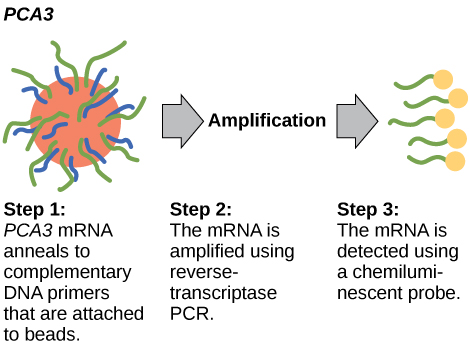 PCA3
Amplification
Step 1:
PCA3 mRNA
anneals to
complementary
DNA primers
that are attached
to beads.
Step 2:
The mRNA is
amplified using
reverse-
transcriptase
PCR.
Step 3:
The mRNA is
detected using
a chemilumi-
nescent probe.